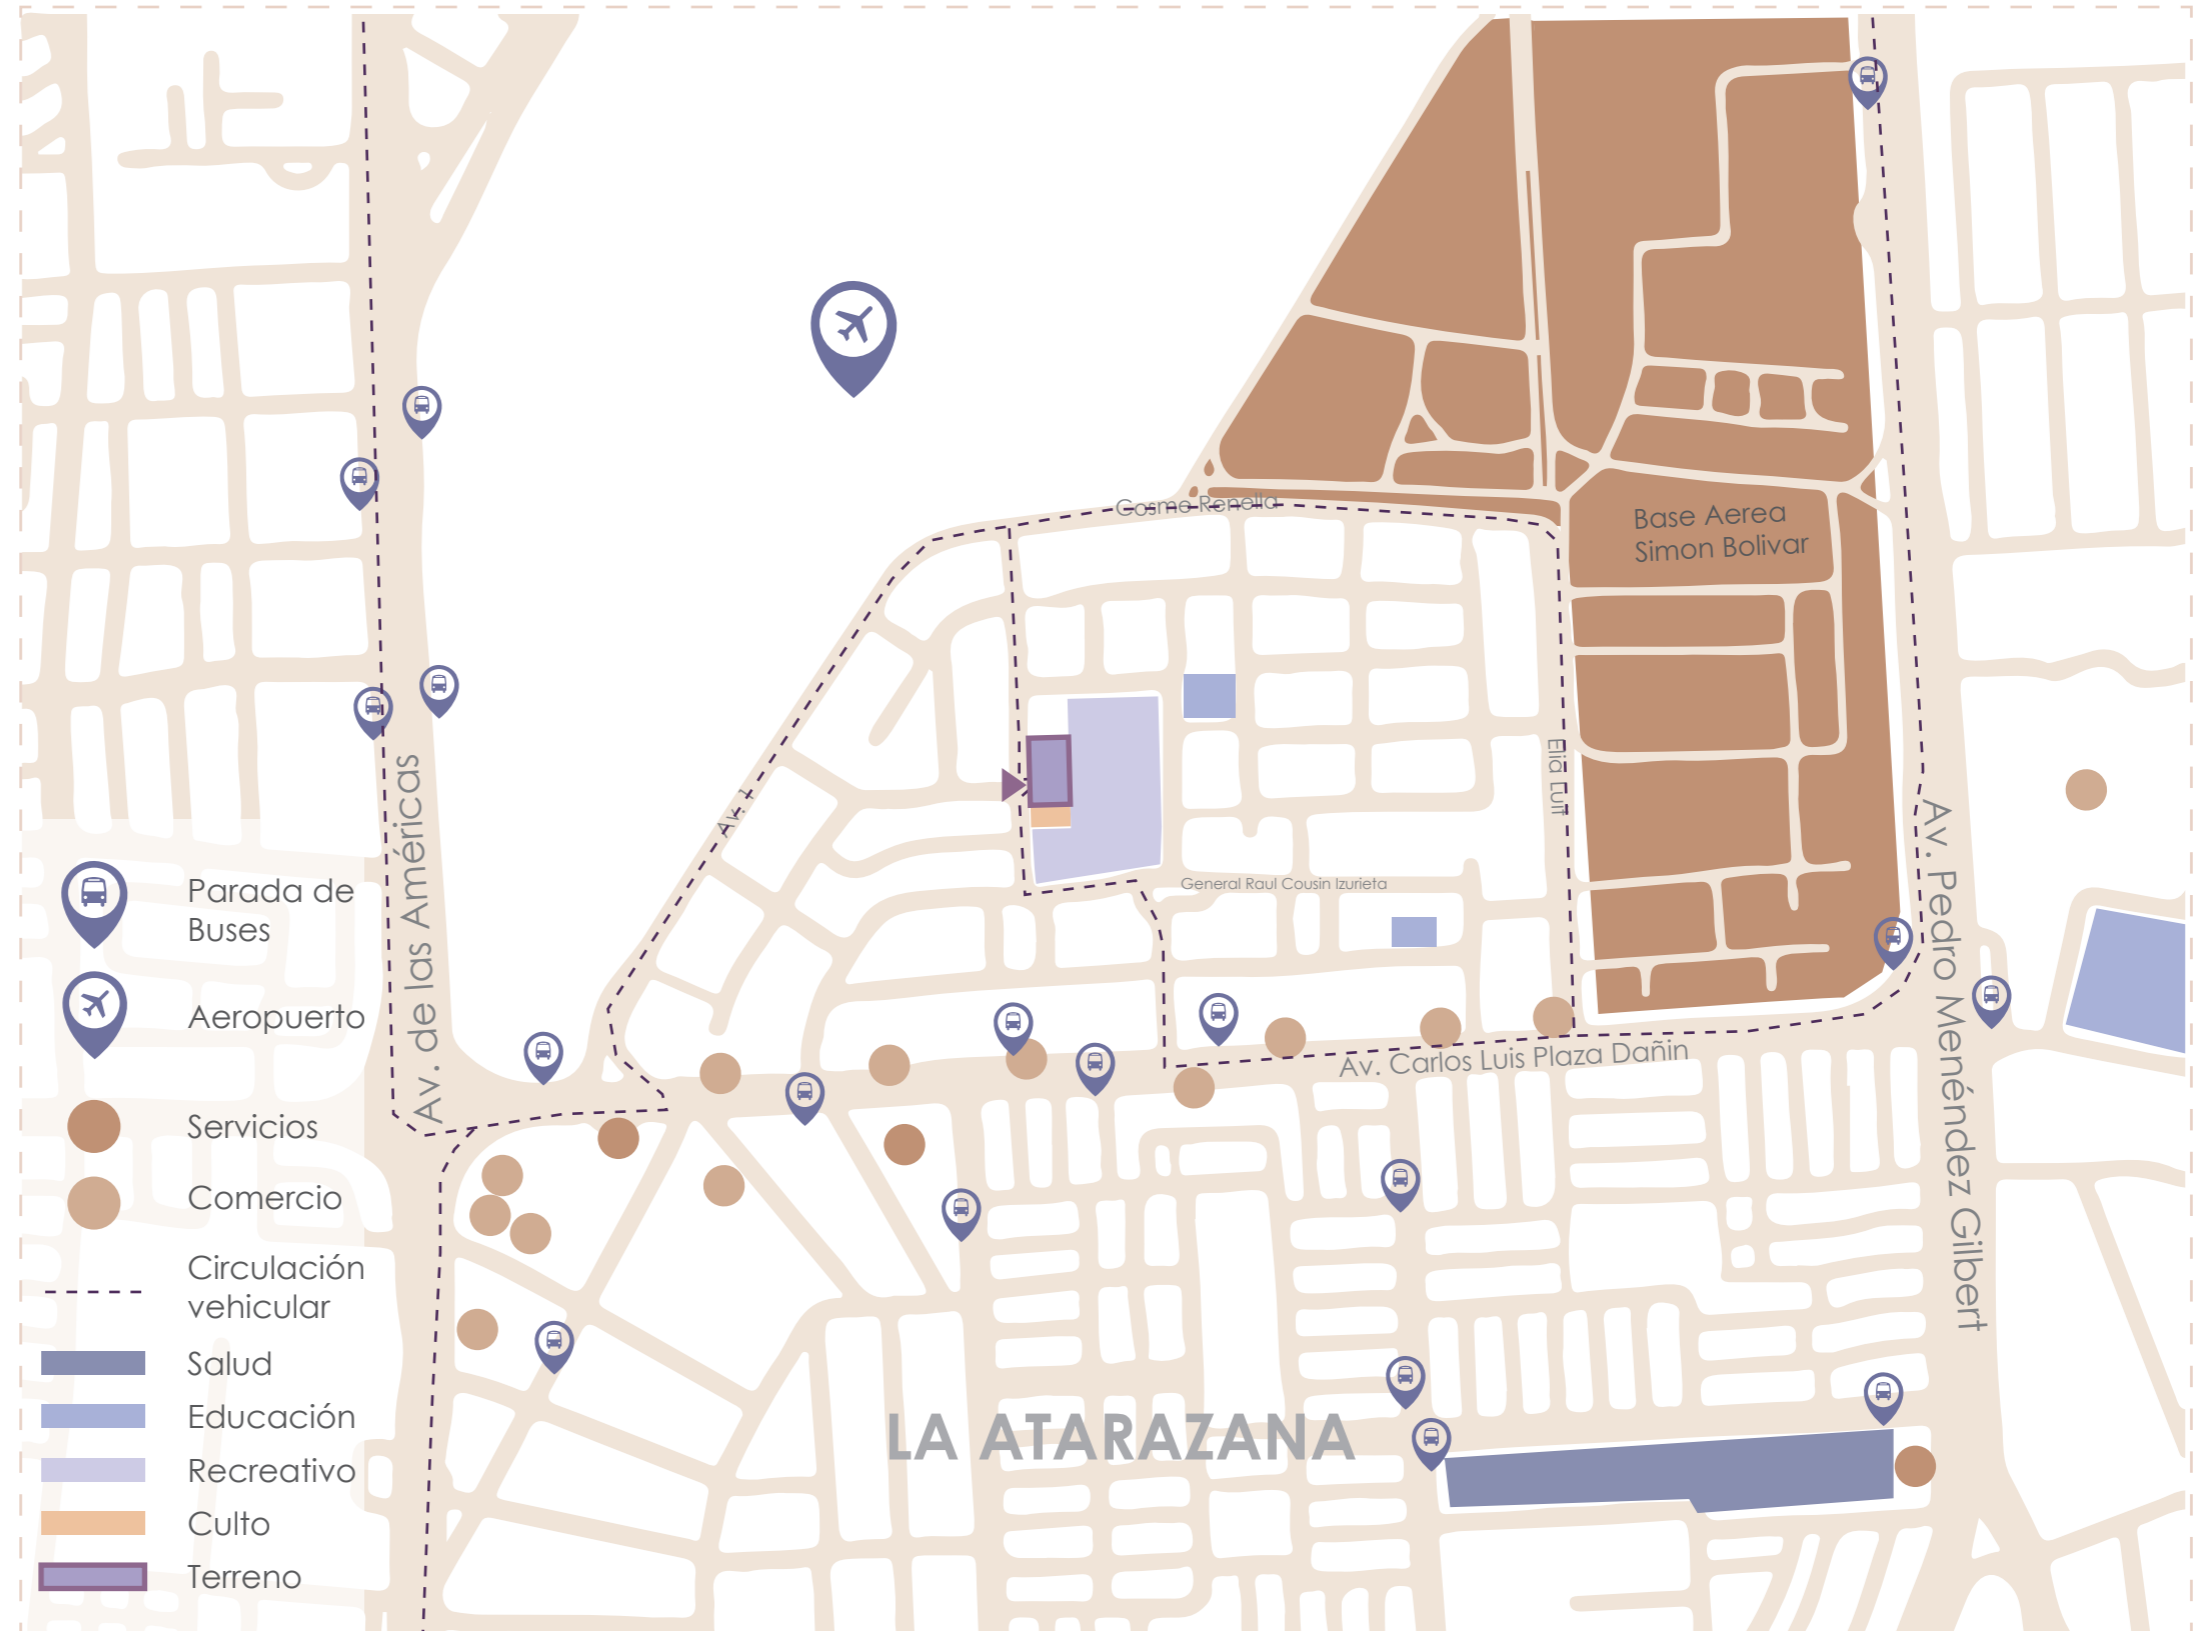 Cosme Renella
Base Aerea
Simon Bolivar
Av. 1
Elia Luit
Av. de las Américas
Av. Pedro Menéndez Gilbert
General Raul Cousin Izurieta
Av. Carlos Luis Plaza Dañin
LA ATARAZANA
Parada de
Buses
Aeropuerto
Servicios
Comercio
Circulación
vehicular
Salud
Educación
Recreativo
Culto
Terreno